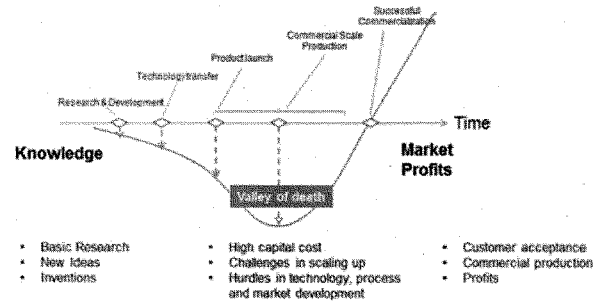 Successful
Commercialization
Commercial Scale
Production
Product launch
Technology transfer
Research & Development
Time
Knowledge
Market
Profits
Valley of death
• Basic Research
• New Ideas
• Inventions
• High capital cost
• Challenges in scaling up
• Hurdles in technology, process
and market development
• Customer acceptance
• Commercial production
• Profits